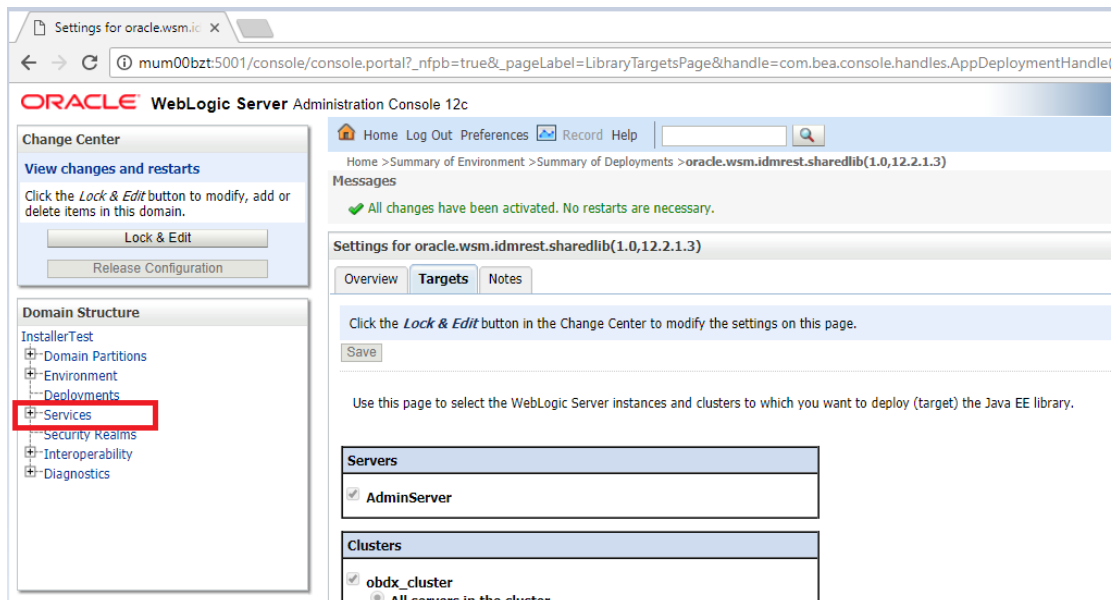 Settings for oracle.wsm.id
mum00bzt:5001/console/console.portal?_nfpb=true&_pageLabel=LibraryTargetsPage&handle=com.bea.console.handles.AppDeploymentHandle(
ORACLE WebLogic Server Administration Console 12c
Change Center
View changes and restarts
Click the Lock & Edit button to modify, add or
delete items in this domain.
Lock & Edit
Release Configuration
Domain Structure
InstallerTest
Domain Partitions
Environment
Deployments
Services
Security Realms
Interoperability
Diagnostics
Home Log Out Preferences Record Help
Home >Summary of Environment >Summary of Deployments >oracle.wsm.idmrest.sharedlib(1.0,12.2.1.3)
Messages
All changes have been activated. No restarts are necessary.
Settings for oracle.wsm.idmrest.sharedlib(1.0,12.2.1.3)
Overview Targets Notes
Click the Lock & Edit button in the Change Center to modify the settings on this page.
Save
Use this page to select the WebLogic Server instances and clusters to which you want to deploy (target) the Java EE library.
Servers
AdminServer
Clusters
obdx_cluster
All servers in the cluster